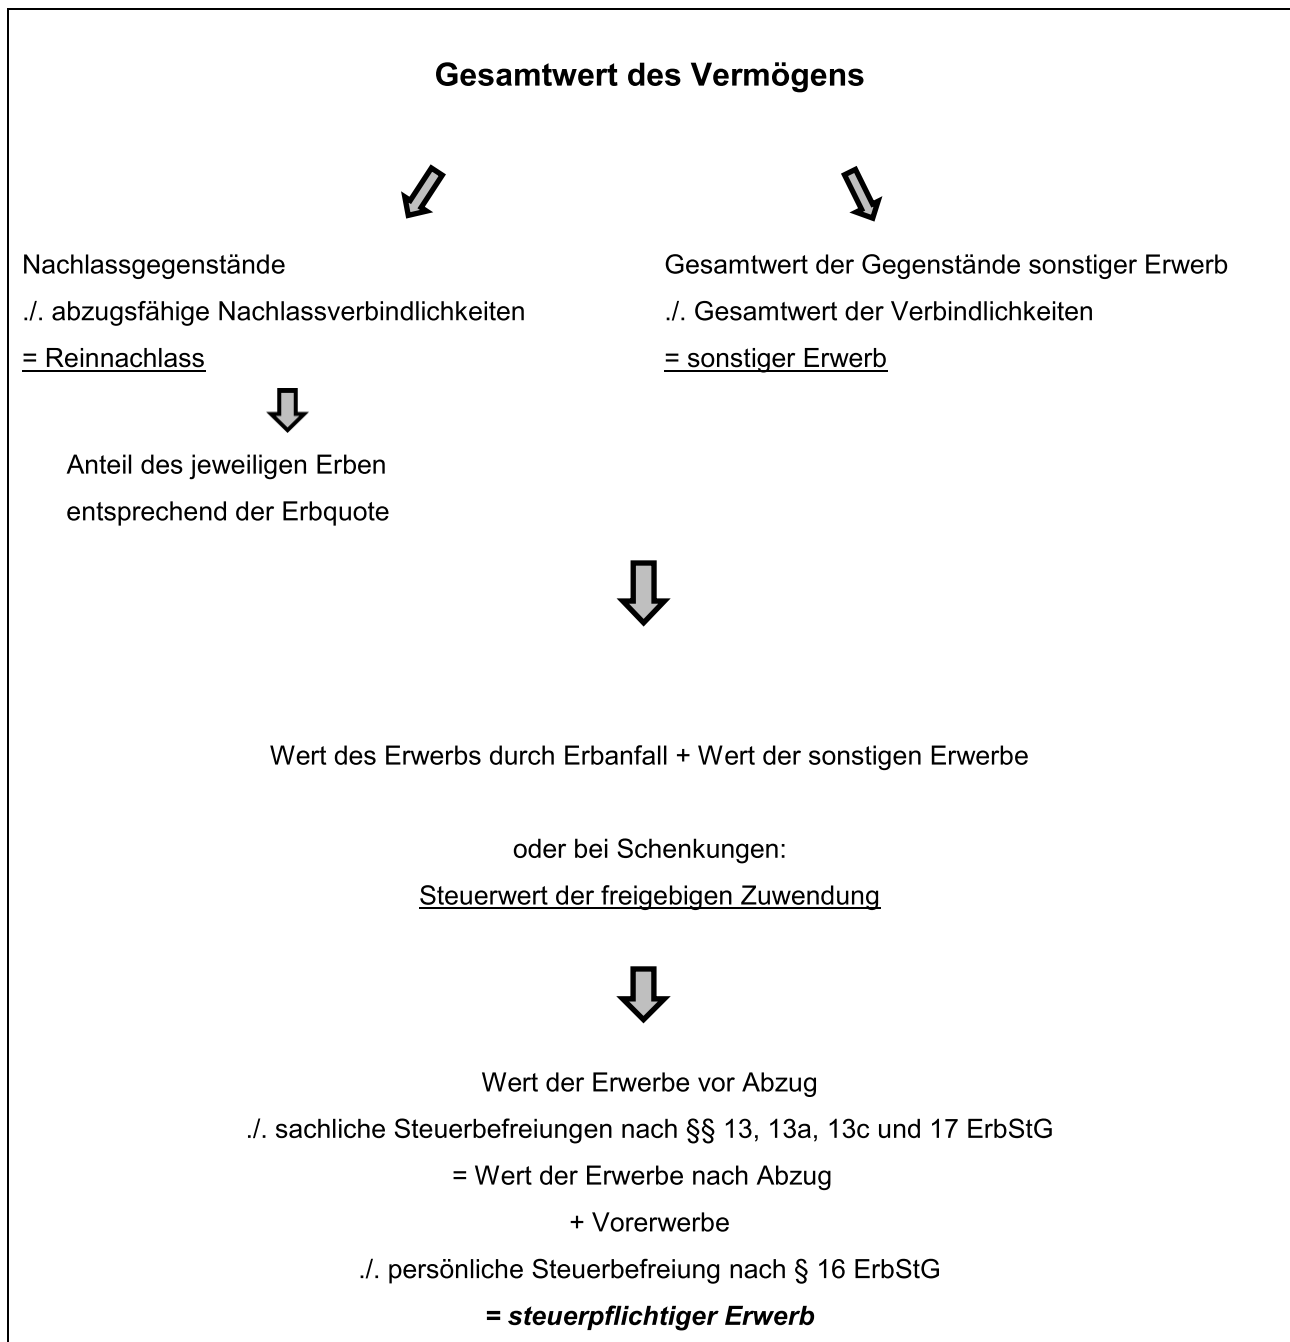 Gesamtwert des Vermögens
Nachlassgegenstände
./. abzugsfähige Nachlassverbindlichkeiten
= Reinnachlass
Gesamtwert der Gegenstände sonstiger Erwerb
./. Gesamtwert der Verbindlichkeiten
= sonstiger Erwerb
Anteil des jeweiligen Erben
entsprechend der Erbquote
Wert des Erwerbs durch Erbanfall + Wert der sonstigen Erwerbe
oder bei Schenkungen:
Steuerwert der freigebigen Zuwendung
Wert der Erwerbe vor Abzug
./. sachliche Steuerbefreiungen nach §§ 13, 13a, 13c und 17 ErbStG
= Wert der Erwerbe nach Abzug
+ Vorerwerbe
./. persönliche Steuerbefreiung nach § 16 ErbStG
= steuerpflichtiger Erwerb